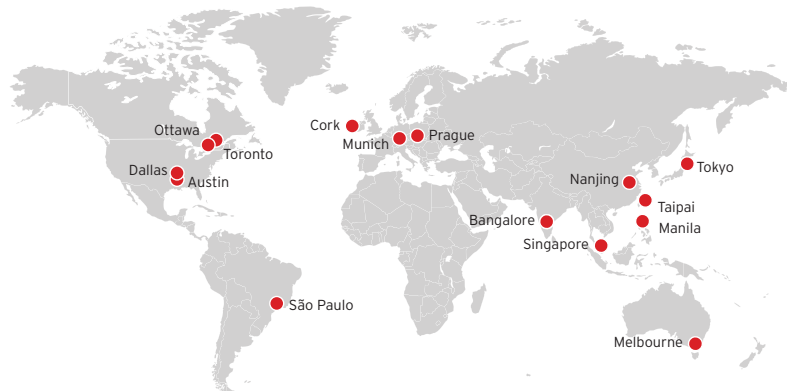 Ottawa
Toronto
Dallas
Austin
Cork
Munich
Prague
Tokyo
Nanjing
Taipai
Manila
Bangalore
Singapore
São Paulo
Melbourne